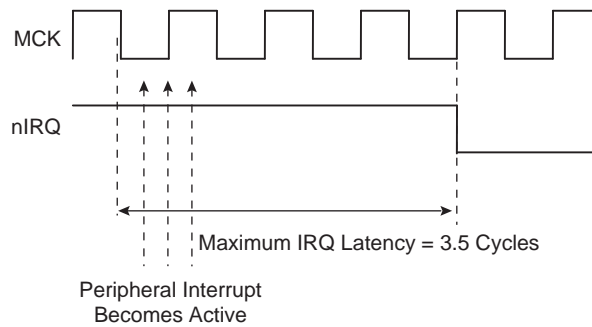 MCK
nIRQ
Maximum IRQ Latency = 3.5 Cycles
Peripheral Interrupt
Becomes Active